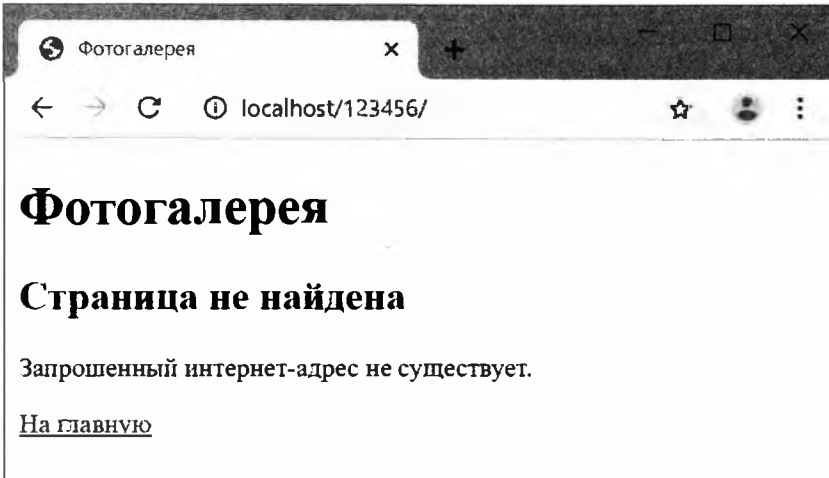 Фотогалерея
localhost/123456/
Фотогалерея
Страница не найдена
Запрошенный интернет-адрес не существует.
На главную